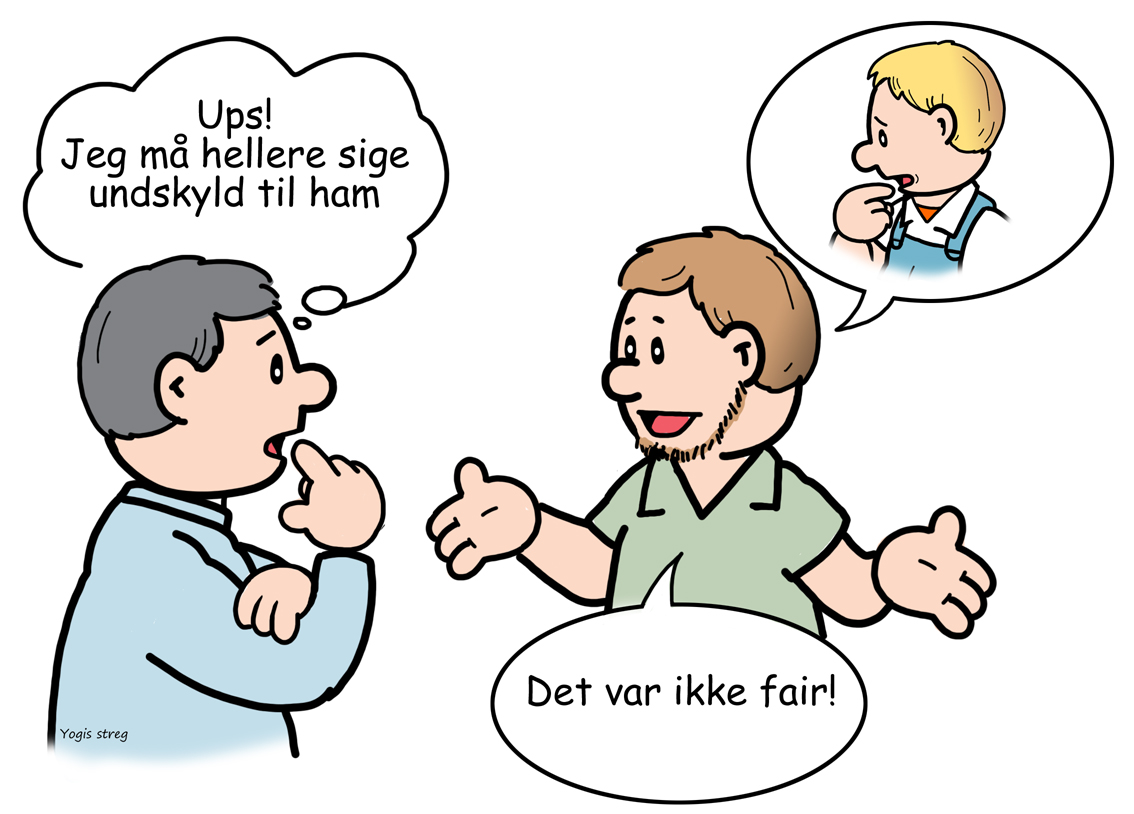 Ups!
Jeg må hellere sige
undskyld til ham
Det var ikke fair!
Yogis streg